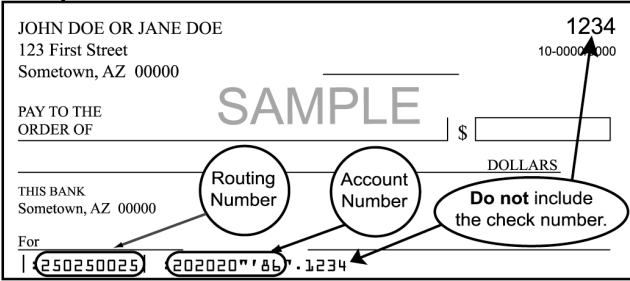 JOHN DOE OR JANE DOE
1234
123 First Street
10-0000/0000
Sometown, AZ 00000
SAMPLE
PAY TO THE
ORDER OF
$
DOLLARS
Routing
Number
Account
Number
Do not include
the check number.
THIS BANK
Sometown, AZ 00000
For
|:250250025| :202020"'86".1234